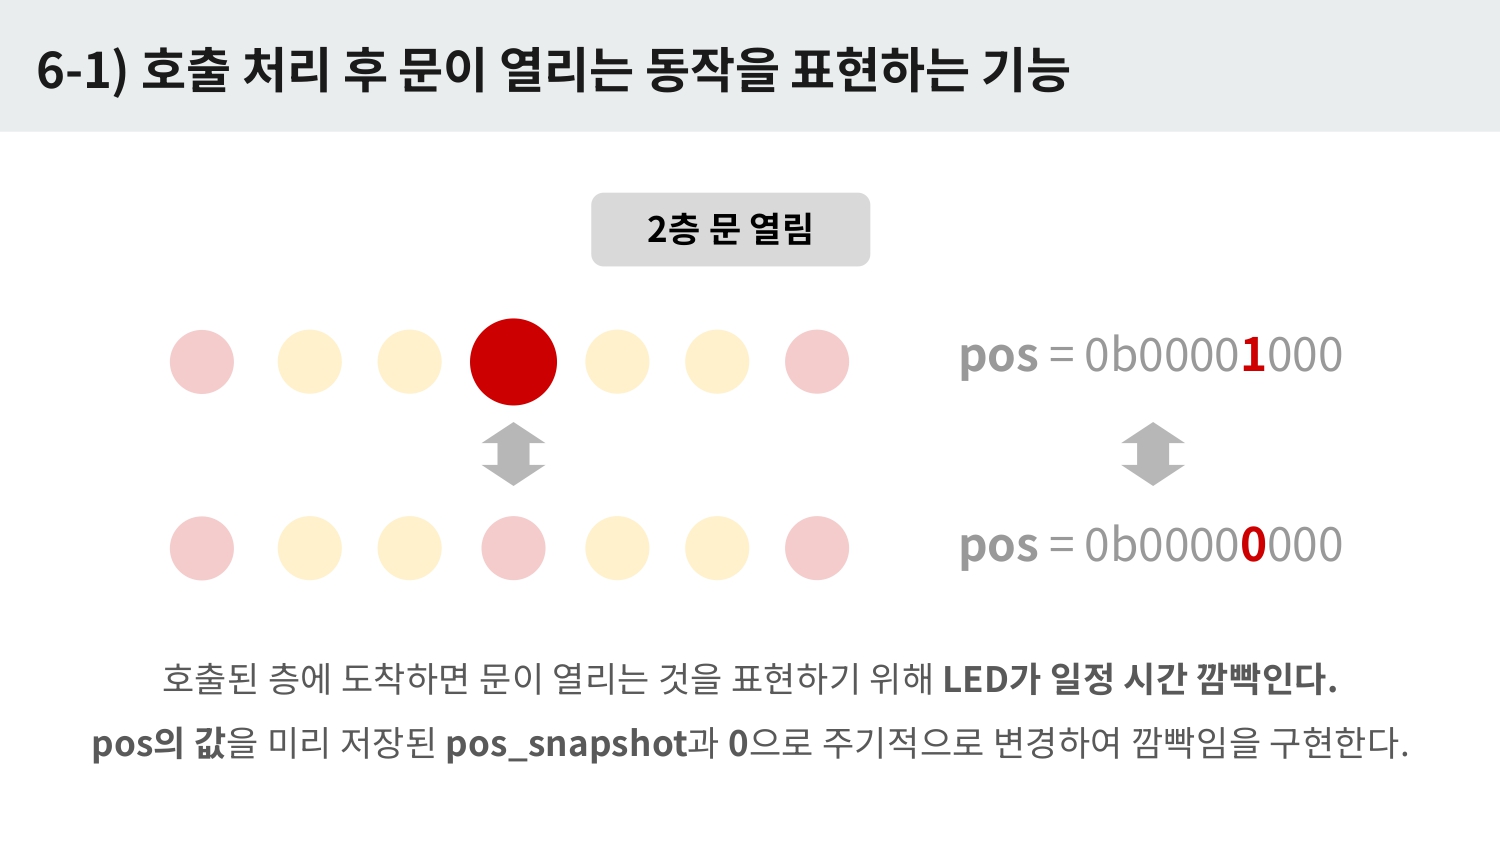 6-1) 호출 처리 후 문이 열리는 동작을 표현하는 기능
2층 문 열림
pos = 0b00001000
pos = 0b00000000
호출된 층에 도착하면 문이 열리는 것을 표현하기 위해 LED가 일정 시간 깜빡인다.
pos의 값을 미리 저장된 pos_snapshot과 0으로 주기적으로 변경하여 깜빡임을 구현한다.